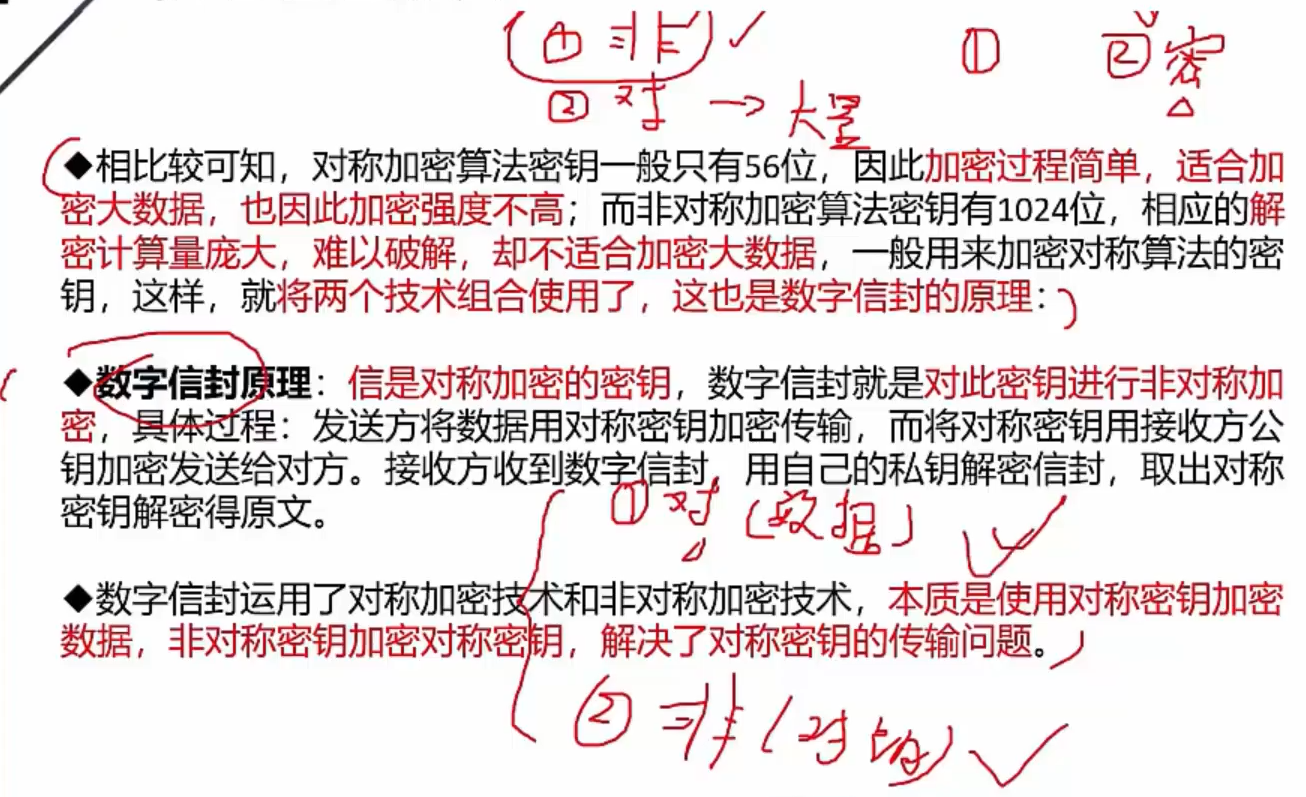 ① 非
① ② 密
② 对 → 大量
◆相比较可知，对称加密算法密钥一般只有56位，因此加密过程简单，适合加
密大数据，也因此加密强度不高；而非对称加密算法密钥有1024位，相应的解
密计算量庞大，难以破解，却不适合加密大数据，一般用来加密对称算法的密
钥，这样，就将两个技术组合使用了，这也是数字信封的原理：
◆数字信封原理：信是对称加密的密钥，数字信封就是对此密钥进行非对称加
密，具体过程：发送方将数据用对称密钥加密传输，而将对称密钥用接收方公
钥加密发送给对方。接收方收到数字信封，用自己的私钥解密信封，取出对称
密钥解密得原文。
① 对（数据）
◆数字信封运用了对称加密技术和非对称加密技术，本质是使用对称密钥加密
数据，非对称密钥加密对称密钥，解决了对称密钥的传输问题。
② 非（对 钥）